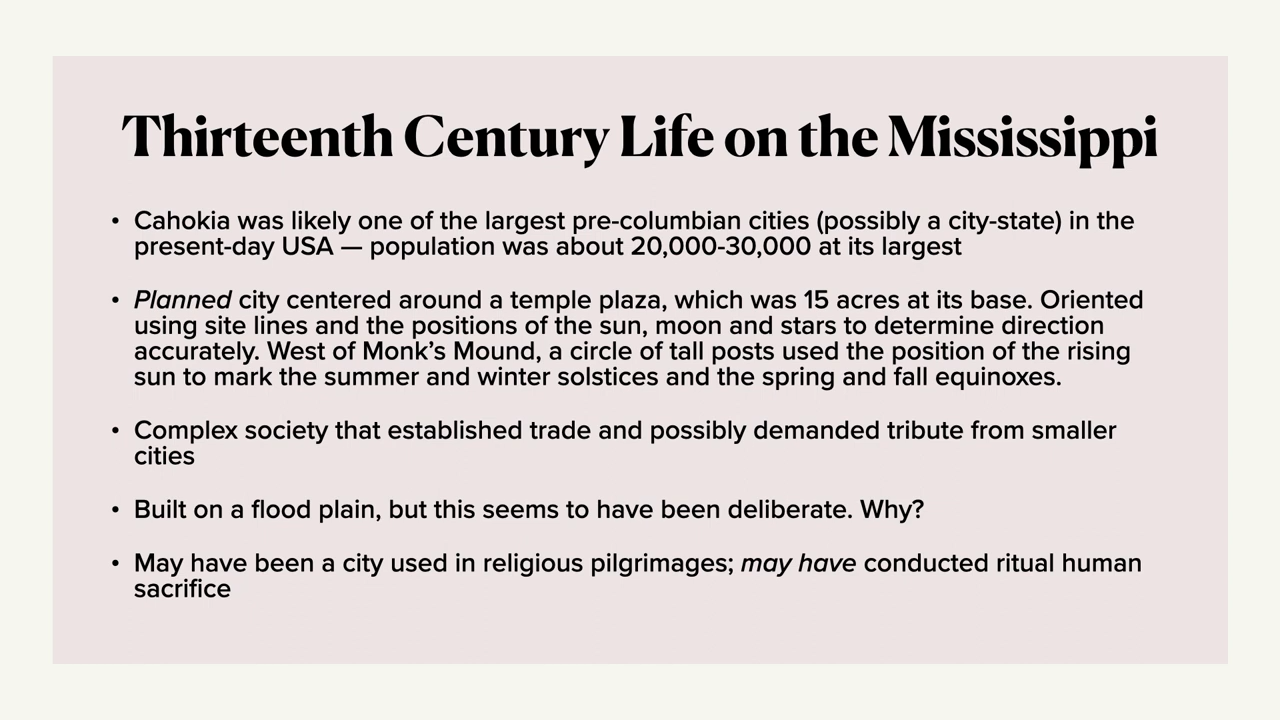 Thirteenth Century Life on the Mississippi
• Cahokia was likely one of the largest pre-columbian cities (possibly a city-state) in the
present-day USA — population was about 20,000-30,000 at its largest
• Planned city centered around a temple plaza, which was 15 acres at its base. Oriented
using site lines and the positions of the sun, moon and stars to determine direction
accurately. West of Monk’s Mound, a circle of tall posts used the position of the rising
sun to mark the summer and winter solstices and the spring and fall equinoxes.
• Complex society that established trade and possibly demanded tribute from smaller
cities
• Built on a flood plain, but this seems to have been deliberate. Why?
• May have been a city used in religious pilgrimages; may have conducted ritual human
sacrifice